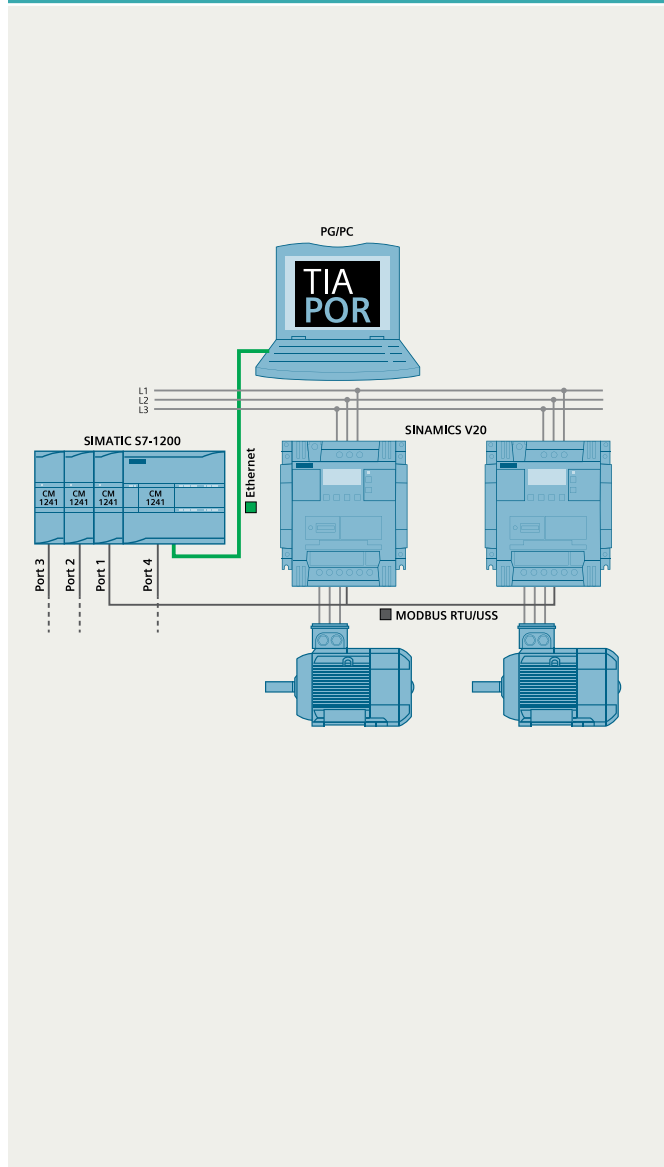 PG/PC
TIA
POR
L1
L2
L3
SINAMICS V20
SIMATIC S7-1200
Ethernet
CM
1241
CM
1241
CM
1241
CM
1241
Port 3
Port 2
Port 1
Port 4
MODBUS RTU/USS